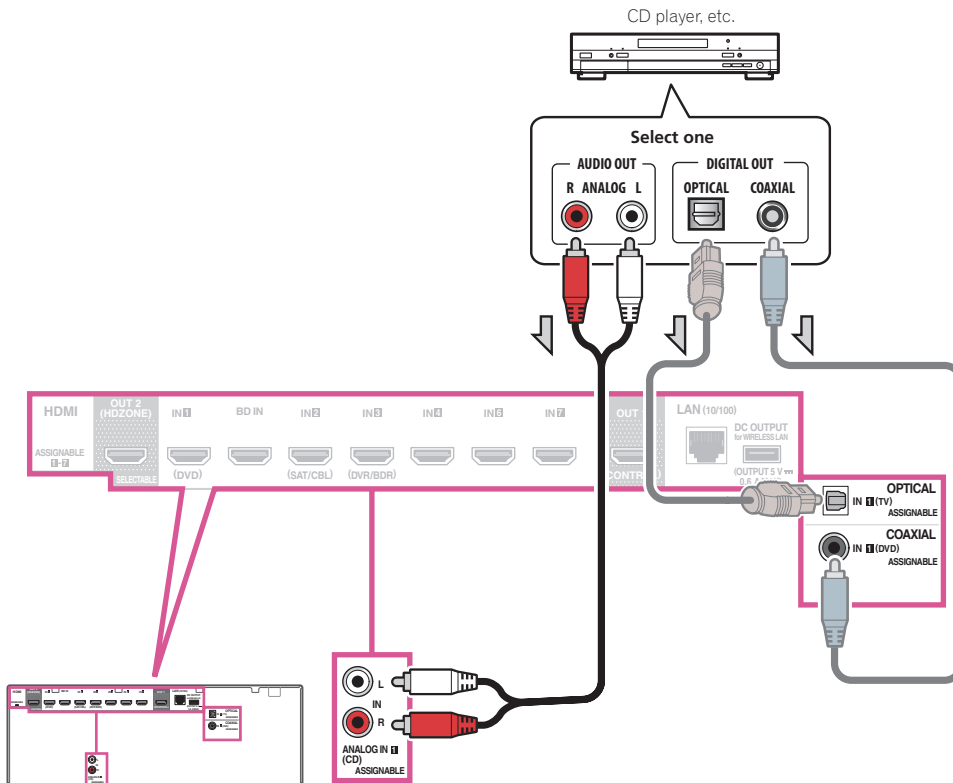 CD player, etc.
Select one
AUDIO OUT
DIGITAL OUT
R ANALOG L
OPTICAL
COAXIAL
HDMI
ASSIGNABLE
1-7
OUT 2
(HDZONE)
SELECTABLE
IN 1
(DVD)
BD IN
IN 2
(SAT/CBL)
IN 3
(DVR/BDR)
IN 4
IN 6
IN 7
OUT
LAN (10/100)
DC OUTPUT
for WIRELESS LAN
(OUTPUT 5 V
OPTICAL
IN 1 (TV)
ASSIGNABLE
COAXIAL
IN 1 (DVD)
ASSIGNABLE
L
IN
R
ANALOG IN 1
(CD)
ASSIGNABLE